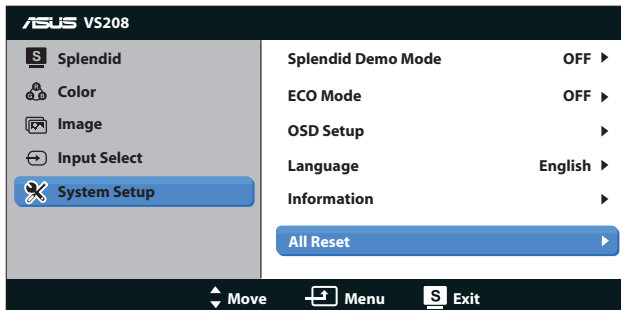 ASUS VS208
S Splendid
Color
Image
Input Select
System Setup
Splendid Demo Mode OFF
ECO Mode OFF
OSD Setup
Language English
Information
All Reset
Move Menu S Exit